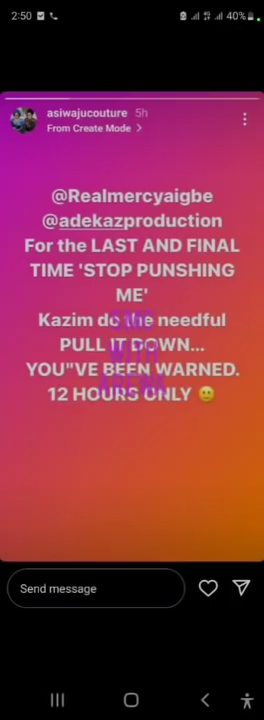 2:50
40%
asiwajucouture 5h
From Create Mode >
@Realmercyaigbe
@adekazproduction
For the LAST AND FINAL
TIME 'STOP PUNSHING
ME'
Kazim do the needful
PULL IT DOWN...
YOU"VE BEEN WARNED.
12 HOURS ONLY 🙂
Send message